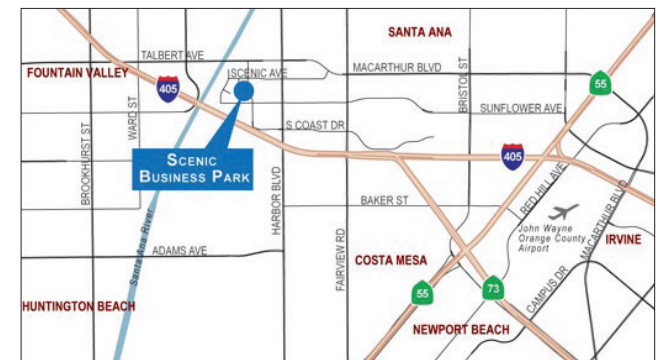 SANTA ANA
TALBERT AVE
FOUNTAIN VALLEY
SCENIC AVE
MACARTHUR BLVD
405
55
WARD ST
BRISTOL ST
SUNFLOWER AVE
S COAST DR
BROOKHURST ST
SCENIC
BUSINESS PARK
405
HARBOR BLVD
BAKER ST
RED HILL AVE
MACARTHUR BLVD
John Wayne
Orange County
Airport
IRVINE
Santa Ana River
ADAMS AVE
FAIRVIEW RD
COSTA MESA
CAMPUS DR
55
73
HUNTINGTON BEACH
NEWPORT BEACH